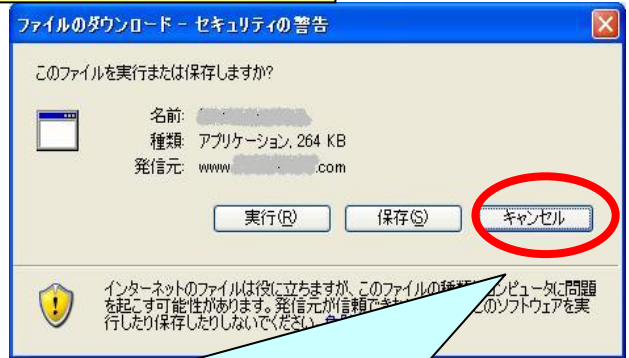 ファイルのダウンロード - セキュリティの警告
このファイルを実行または保存しますか?
名前:
種類: アプリケーション, 264 KB
発信元: www .com
実行(R) 保存(S) キャンセル
インターネットのファイルは役に立ちますが、このファイルの種類 コンピュータに問題
を起こす可能性があります。発信元が信頼でき このソフトウェアを実
行したり保存したりしないでください。